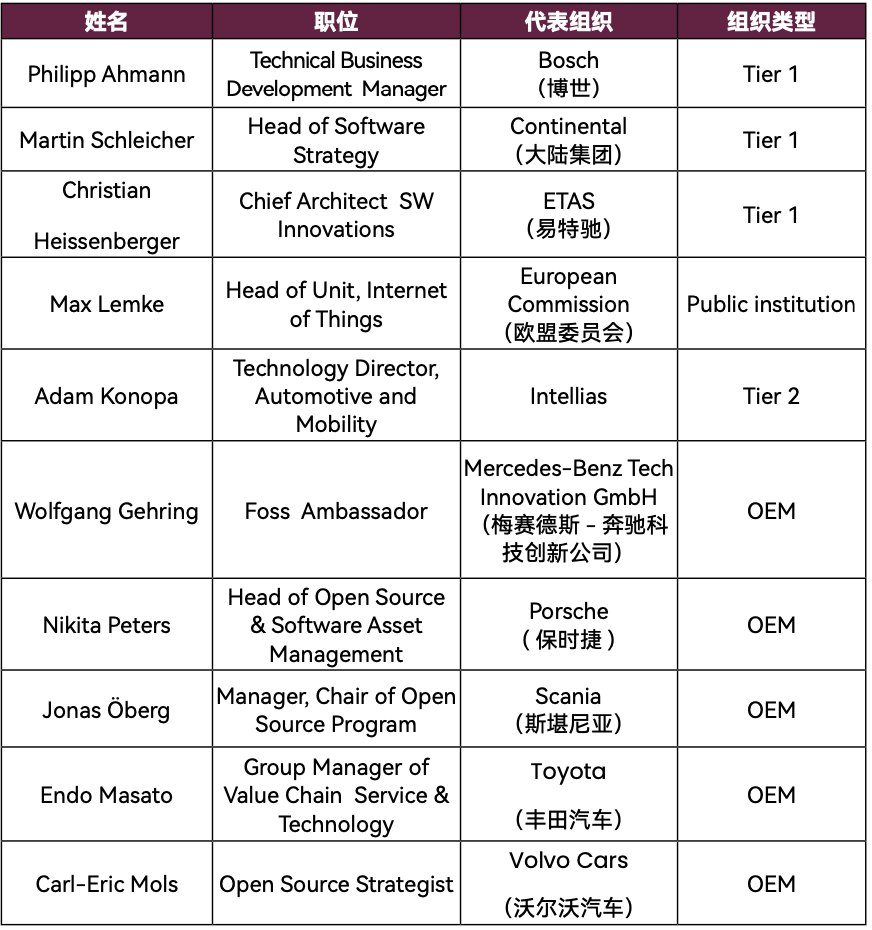 姓名 职位 代表组织 组织类型
Philipp Ahmann
Technical Business
Development Manager
Bosch
（博世）
Tier 1
Martin Schleicher
Head of Software
Strategy
Continental
（大陆集团）
Tier 1
Christian
Heissenberger
Chief Architect SW
Innovations
ETAS
（易特驰）
Tier 1
Max Lemke
Head of Unit, Internet
of Things
European
Commission
（欧盟委员会）
Public institution
Adam Konopa
Technology Director,
Automotive and
Mobility
Intellias
Tier 2
Wolfgang Gehring
Foss Ambassador
Mercedes-Benz Tech
Innovation GmbH
（梅赛德斯 - 奔驰科
技创新公司）
OEM
Nikita Peters
Head of Open Source
& Software Asset
Management
Porsche
（ 保时捷 ）
OEM
Jonas Öberg
Manager, Chair of Open
Source Program
Scania
（斯堪尼亚）
OEM
Endo Masato
Group Manager of
Value Chain Service &
Technology
Toyota
（丰田汽车）
OEM
Carl-Eric Mols
Open Source Strategist
Volvo Cars
（沃尔沃汽车）
OEM